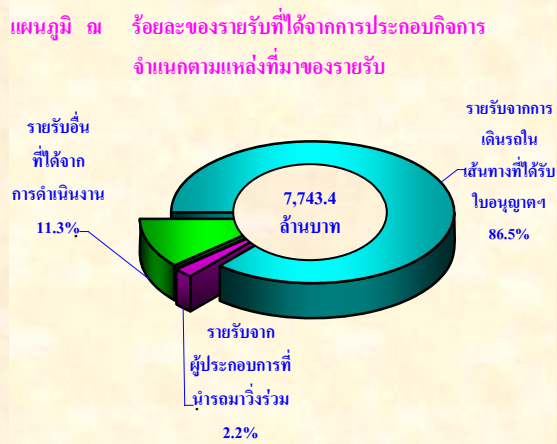 แผนภูมิ ณ ร้อยละของรายรับที่ได้จากการประกอบกิจการ
จำแนกตามแหล่งที่มาของรายรับ
รายรับอื่น
ที่ได้จาก
การดำเนินงาน
11.3%
7,743.4
ล้านบาท
รายรับจากการ
เดินรถใน
เส้นทางที่ได้รับ
ใบอนุญาตฯ
86.5%
รายรับจาก
ผู้ประกอบการที่
นำรถมาวิ่งร่วม
2.2%